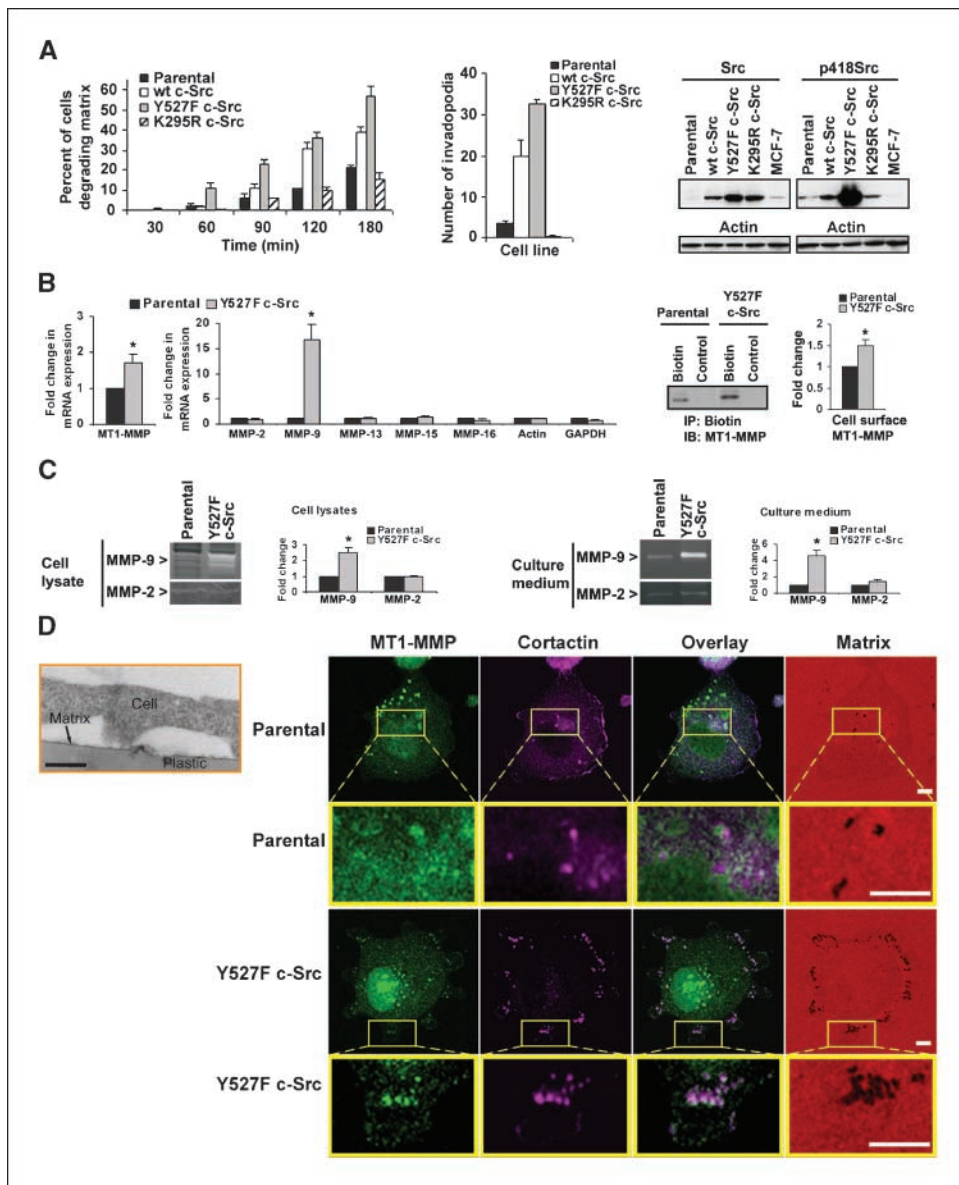 A
Parental
wt c-Src
Y527F c-Src
K295R c-Src
Percent of cells
degrading matrix
60
50
40
30
20
10
0
30 60 90 120 180
Time (min)
Parental
wt c-Src
Y527F c-Src
K295R c-Src
Number of invadopodia
40
30
20
10
0
Cell line
Src
p418Src
Parental
wt c-Src
Y527F c-Src
K295R c-Src
MCF-7
Parental
wt c-Src
Y527F c-Src
K295R c-Src
MCF-7
Actin
Actin
B
Parental Y527F c-Src
Fold change in
mRNA expression
3
2
1
0
*
MT1-MMP
Fold change in
mRNA expression
20
15
10
5
0
*
MMP-2 MMP-9 MMP-13 MMP-15 MMP-16 Actin GAPDH
Parental
Y527F
c-Src
Biotin
Control
Biotin
Control
IP: Biotin
IB: MT1-MMP
Parental
Y527F c-Src
Fold change
2
1.5
1
0.5
0
*
Cell surface
MT1-MMP
C
Parental
Y527F
c-Src
Cell
lysate
MMP-9 >
MMP-2 >
Cell lysates
Parental
Y527F c-Src
Fold change
3
2
1
0
*
MMP-9 MMP-2
Parental
Y527F
c-Src
Culture
medium
MMP-9 >
MMP-2 >
Culture medium
Parental
Y527F c-Src
Fold change
6
4
2
0
*
MMP-9 MMP-2
D
MT1-MMP Cortactin Overlay Matrix
Cell
Matrix
Plastic
Parental
Parental
Y527F c-Src
Y527F c-Src